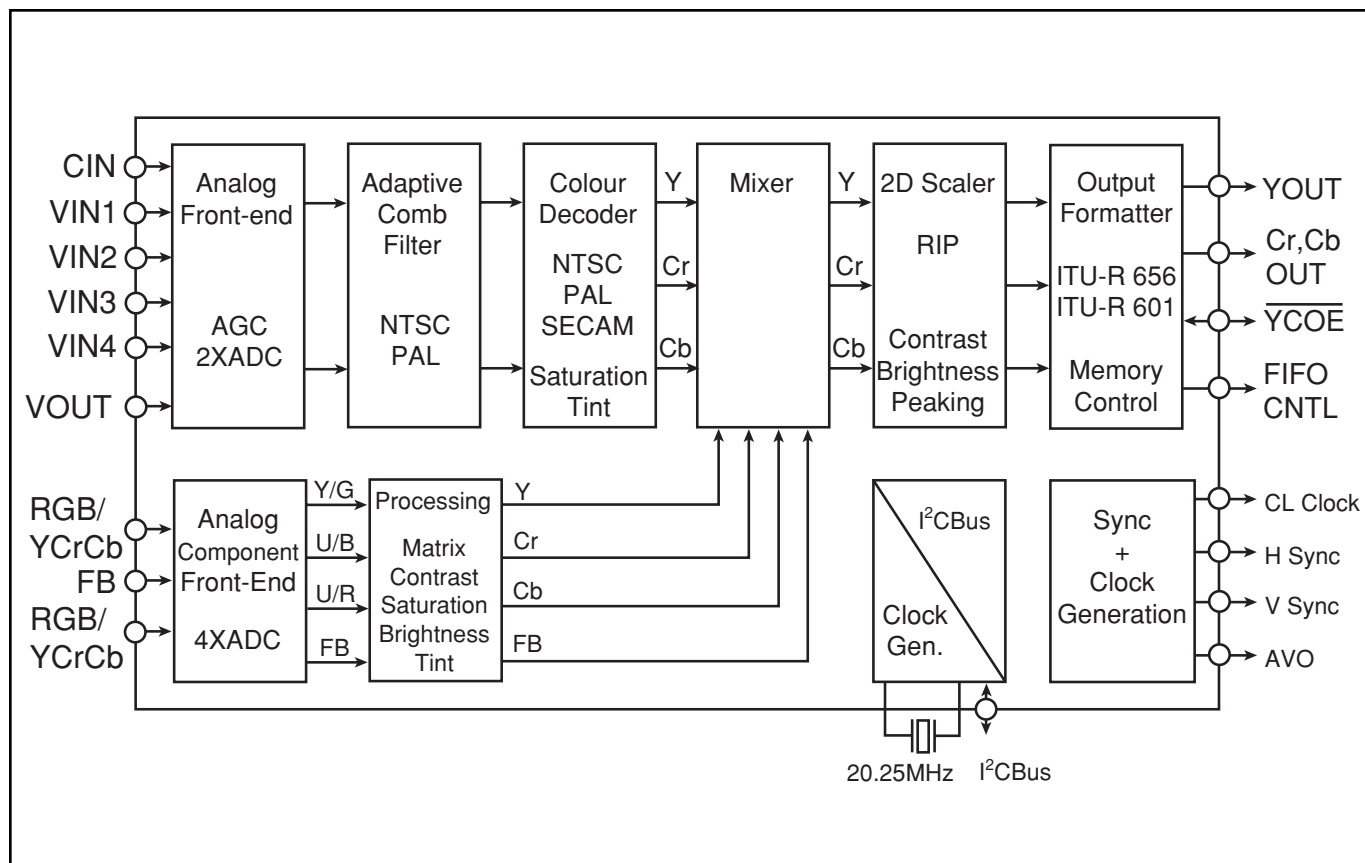 CIN
VIN1
VIN2
VIN3
VIN4
VOUT
Analog
Front-end
AGC
2XADC
Adaptive
Comb
Filter
NTSC
PAL
Colour
Decoder
NTSC
PAL
SECAM
Saturation
Tint
Y
Cr
Cb
Mixer
Y
Cr
Cb
2D Scaler
RIP
Contrast
Brightness
Peaking
Output
Formatter
ITU-R 656
ITU-R 601
Memory
Control
YOUT
Cr,Cb
OUT
YCOE
FIFO
CNTL
RGB/
YCrCb
FB
RGB/
YCrCb
Analog
Component
Front-End
4XADC
Y/G
U/B
U/R
FB
Processing
Matrix
Contrast
Saturation
Brightness
Tint
Y
Cr
Cb
FB
I²CBus
Clock
Gen.
20.25MHz
I²CBus
Sync
+
Clock
Generation
CL Clock
H Sync
V Sync
AVO